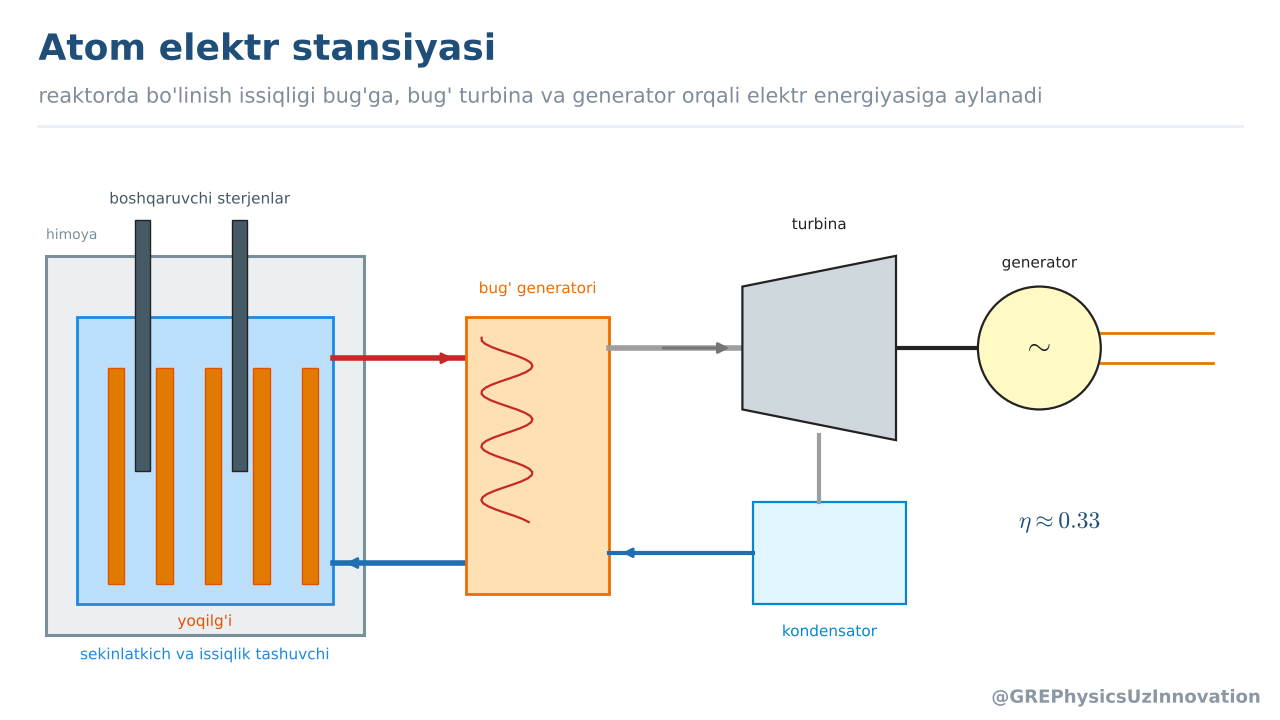 Atom elektr stansiyasi
reaktorda bo'linish issiqligi bug'ga, bug' turbina va generator orqali elektr energiyasiga aylanadi
boshqaruvchi sterjenlar
himoya
turbina
generator
bug' generatori
~
η ≈ 0.33
yoqilg'i
kondensator
sekinlatkich va issiqlik tashuvchi
@GREPhysicsUzInnovation